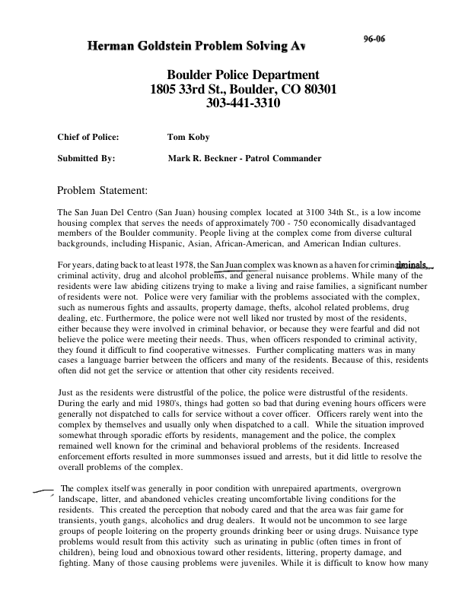 96-06
Herman Goldstein Problem Solving Av
Boulder Police Department
1805 33rd St., Boulder, CO 80301
303-441-3310
Chief of Police: Tom Koby
Submitted By: Mark R. Beckner - Patrol Commander
Problem Statement:
The San Juan Del Centro (San Juan) housing complex located at 3100 34th St., is a low income
housing complex that serves the needs of approximately 700 - 750 economically disadvantaged
members of the Boulder community. People living at the complex come from diverse cultural
backgrounds, including Hispanic, Asian, African-American, and American Indian cultures.
For years, dating back to at least 1978, the San Juan complex was known as a haven for criminals,
criminal activity, drug and alcohol problems, and general nuisance problems. While many of the
residents were law abiding citizens trying to make a living and raise families, a significant number
of residents were not. Police were very familiar with the problems associated with the complex,
such as numerous fights and assaults, property damage, thefts, alcohol related problems, drug
dealing, etc. Furthermore, the police were not well liked nor trusted by most of the residents,
either because they were involved in criminal behavior, or because they were fearful and did not
believe the police were meeting their needs. Thus, when officers responded to criminal activity,
they found it difficult to find cooperative witnesses. Further complicating matters was in many
cases a language barrier between the officers and many of the residents. Because of this, residents
often did not get the service or attention that other city residents received.
Just as the residents were distrustful of the police, the police were distrustful of the residents.
During the early and mid 1980's, things had gotten so bad that during evening hours officers were
generally not dispatched to calls for service without a cover officer. Officers rarely went into the
complex by themselves and usually only when dispatched to a call. While the situation improved
somewhat through sporadic efforts by residents, management and the police, the complex
remained well known for the criminal and behavioral problems of the residents. Increased
enforcement efforts resulted in more summonses issued and arrests, but it did little to resolve the
overall problems of the complex.
The complex itself was generally in poor condition with unrepaired apartments, overgrown
landscape, litter, and abandoned vehicles creating uncomfortable living conditions for the
residents. This created the perception that nobody cared and that the area was fair game for
transients, youth gangs, alcoholics and drug dealers. It would not be uncommon to see large
groups of people loitering on the property grounds drinking beer or using drugs. Nuisance type
problems would result from this activity such as urinating in public (often times in front of
children), being loud and obnoxious toward other residents, littering, property damage, and
fighting. Many of those causing problems were juveniles. While it is difficult to know how many